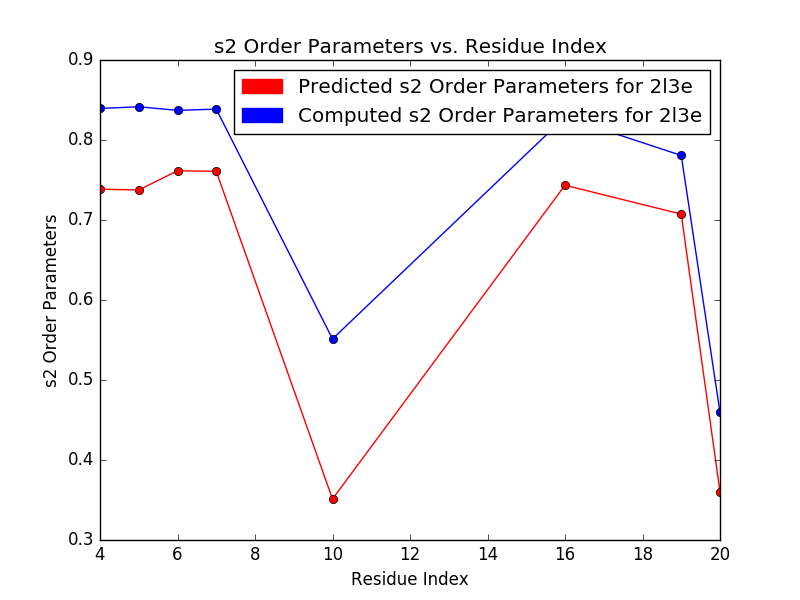 s2 Order Parameters vs. Residue Index
Predicted s2 Order Parameters for 2l3e
Computed s2 Order Parameters for 2l3e
0.9
0.8
0.7
0.6
0.5
0.4
0.3
s2 Order Parameters
4 6 8 10 12 14 16 18 20
Residue Index